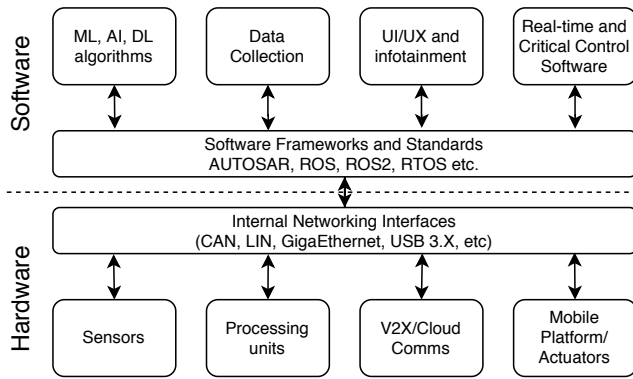 Software
ML, AI, DL
algorithms
Data
Collection
UI/UX and
infotainment
Real-time and
Critical Control
Software
Software Frameworks and Standards
AUTOSAR, ROS, ROS2, RTOS etc.
Hardware
Internal Networking Interfaces
(CAN, LIN, GigaEthernet, USB 3.X, etc)
Sensors
Processing
units
V2X/Cloud
Comms
Mobile
Platform/
Actuators